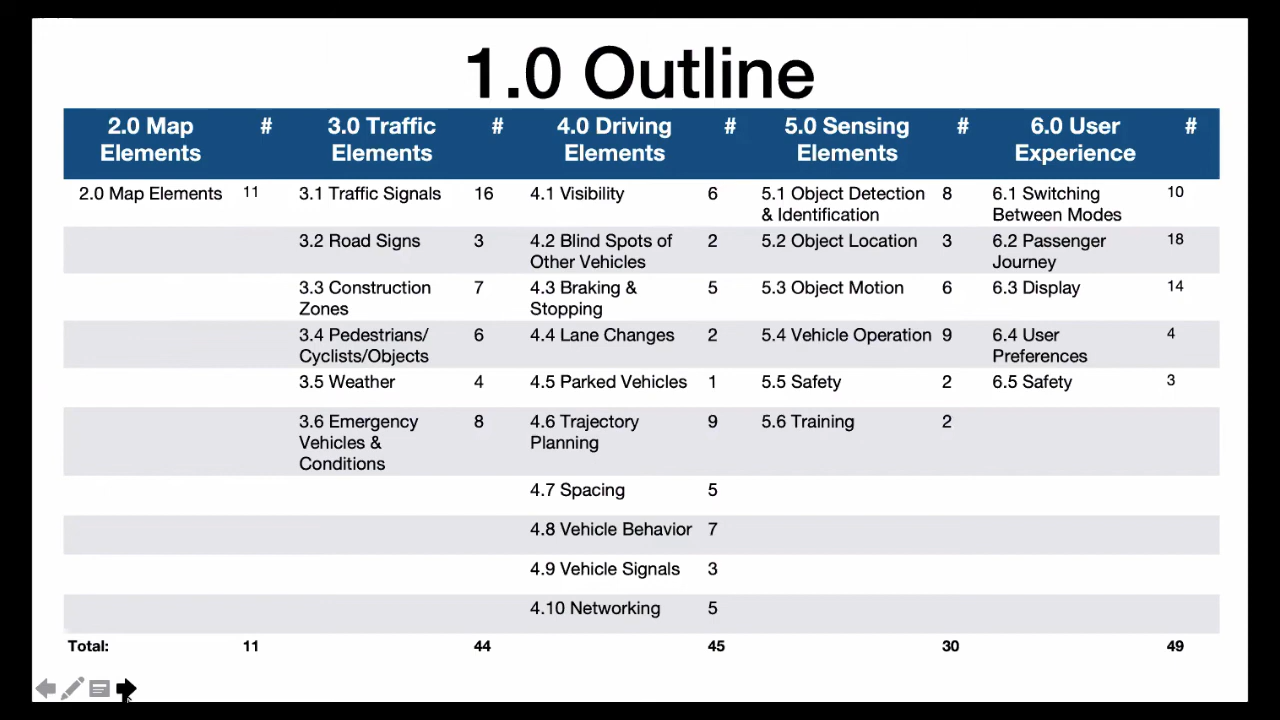 1.0 Outline
2.0 Map Elements # 3.0 Traffic Elements # 4.0 Driving Elements # 5.0 Sensing Elements # 6.0 User Experience #
2.0 Map Elements 11 3.1 Traffic Signals 16 4.1 Visibility 6 5.1 Object Detection & Identification 8 6.1 Switching Between Modes 10
3.2 Road Signs 3 4.2 Blind Spots of Other Vehicles 2 5.2 Object Location 3 6.2 Passenger Journey 18
3.3 Construction Zones 7 4.3 Braking & Stopping 5 5.3 Object Motion 6 6.3 Display 14
3.4 Pedestrians/ Cyclists/Objects 6 4.4 Lane Changes 2 5.4 Vehicle Operation 9 6.4 User Preferences 4
3.5 Weather 4 4.5 Parked Vehicles 1 5.5 Safety 2 6.5 Safety 3
3.6 Emergency Vehicles & Conditions 8 4.6 Trajectory Planning 9 5.6 Training 2
4.7 Spacing 5
4.8 Vehicle Behavior 7
4.9 Vehicle Signals 3
4.10 Networking 5
Total: 11 44 45 30 49